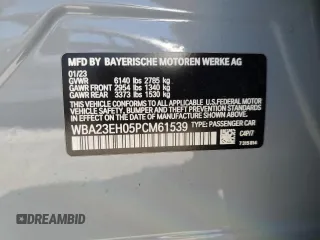 MFD. BY BAYERISCHE MOTOREN WERKE AG
01/23
GVWR 6140 lbs 2785 kg
GAWR FRONT 2954 lbs 1340 kg
GAWR REAR 3373 lbs 1530 kg
THIS VEHICLE CONFORMS TO ALL APPLICABLE FEDERAL
MOTOR VEHICLE SAFETY, BUMPER, AND THEFT PREVENTION
STANDARDS IN EFFECT ON THE DATE OF
MANUFACTURE SHOWN ABOVE.
WBA23EH05PCM61539 TYPE: PASSENGER CAR
C4P/7
DREAMBID